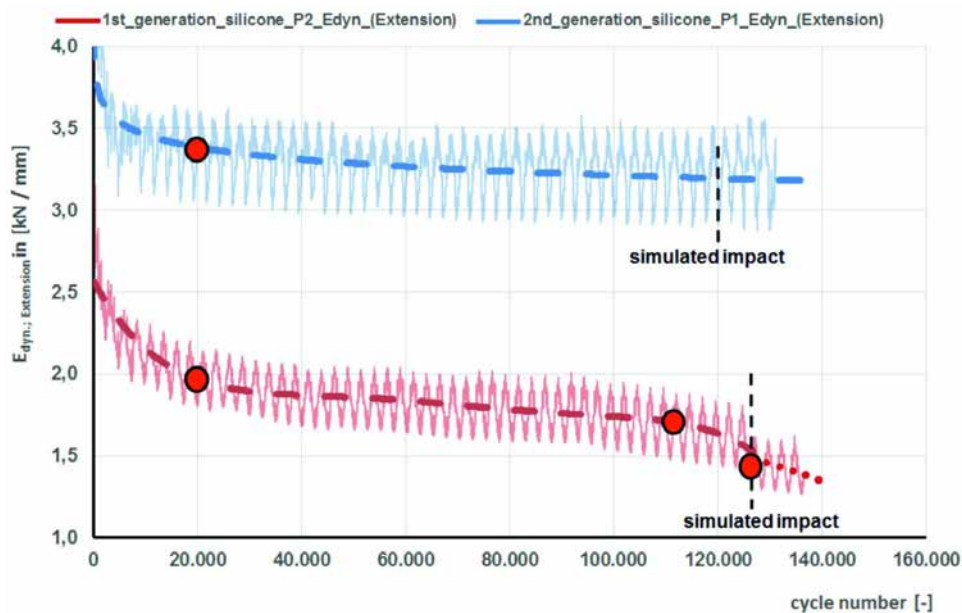 1st_generation_silicone_P2_Edyn_(Extension) 2nd_generation_silicone_P1_Edyn_(Extension)
4,0
3,5
3,0
2,5
2,0
1,5
1,0
Edyn.; Extension in [kN / mm]
simulated impact
simulated impact
0 20.000 40.000 60.000 80.000 100.000 120.000 140.000 160.000
cycle number [-]